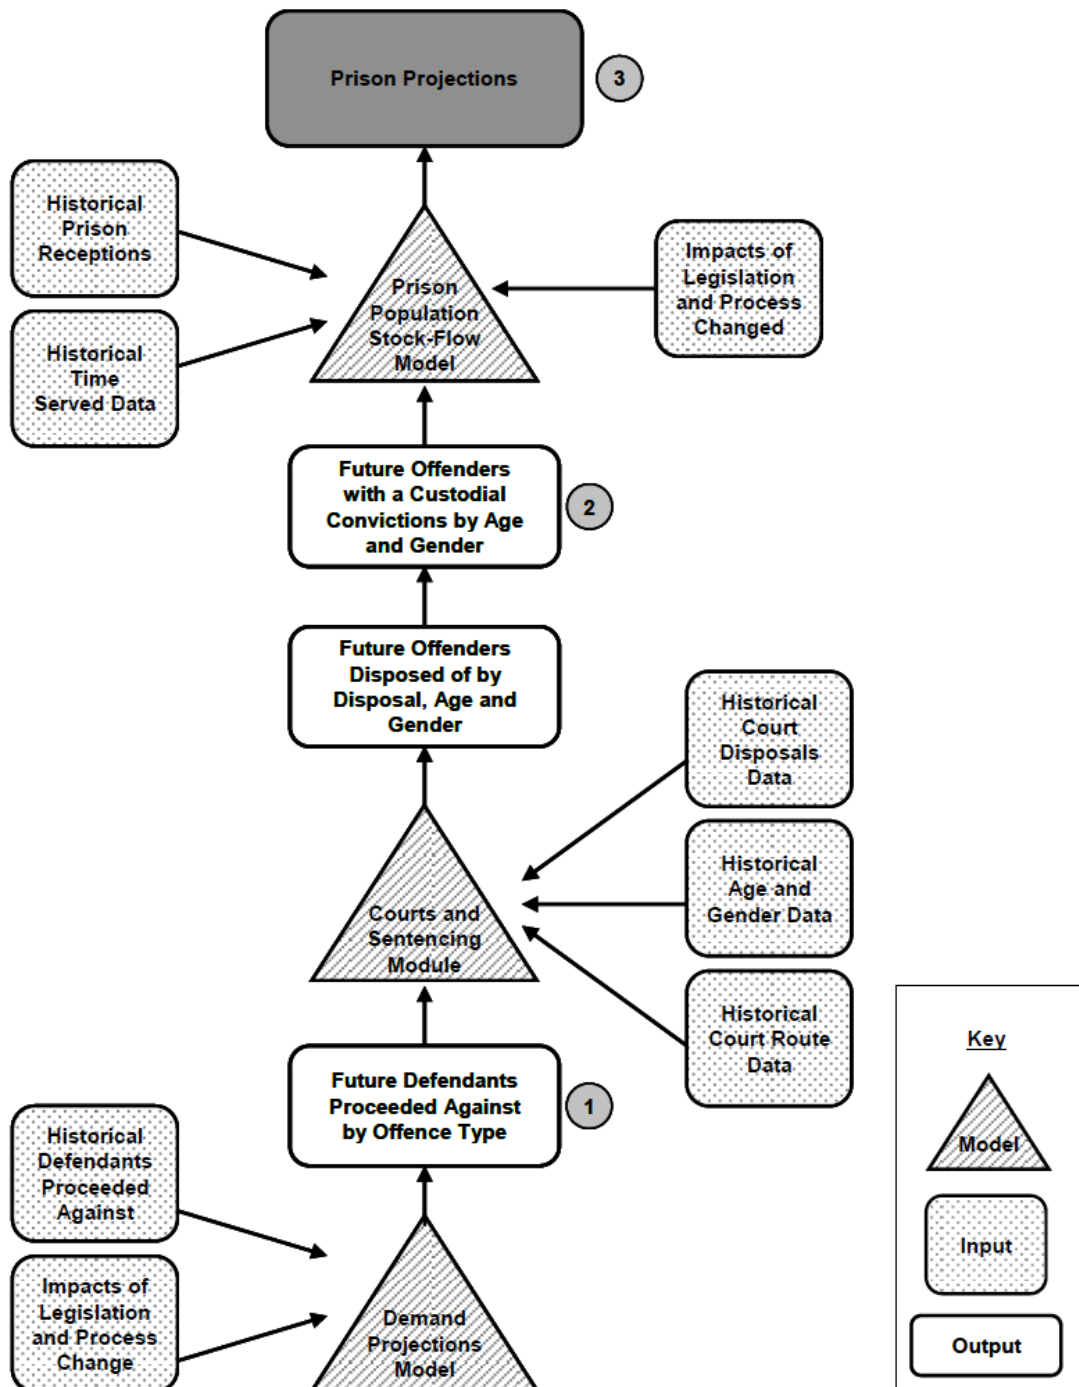 Prison Projections
3
Historical
Prison
Receptions
Impacts of
Legislation
and Process
Changed
Prison
Population
Stock-Flow
Model
Historical
Time
Served Data
Future Offenders
with a Custodial
Convictions by Age
and Gender
2
Future Offenders
Disposed of by
Disposal, Age and
Gender
Historical
Court
Disposals
Data
Historical
Age and
Gender Data
Courts and
Sentencing
Module
Historical
Court Route
Data
Future Defendants
Proceeded Against
by Offence Type
1
Historical
Defendants
Proceeded
Against
Impacts of
Legislation
and Process
Change
Demand
Projections
Model
Key
Model
Input
Output